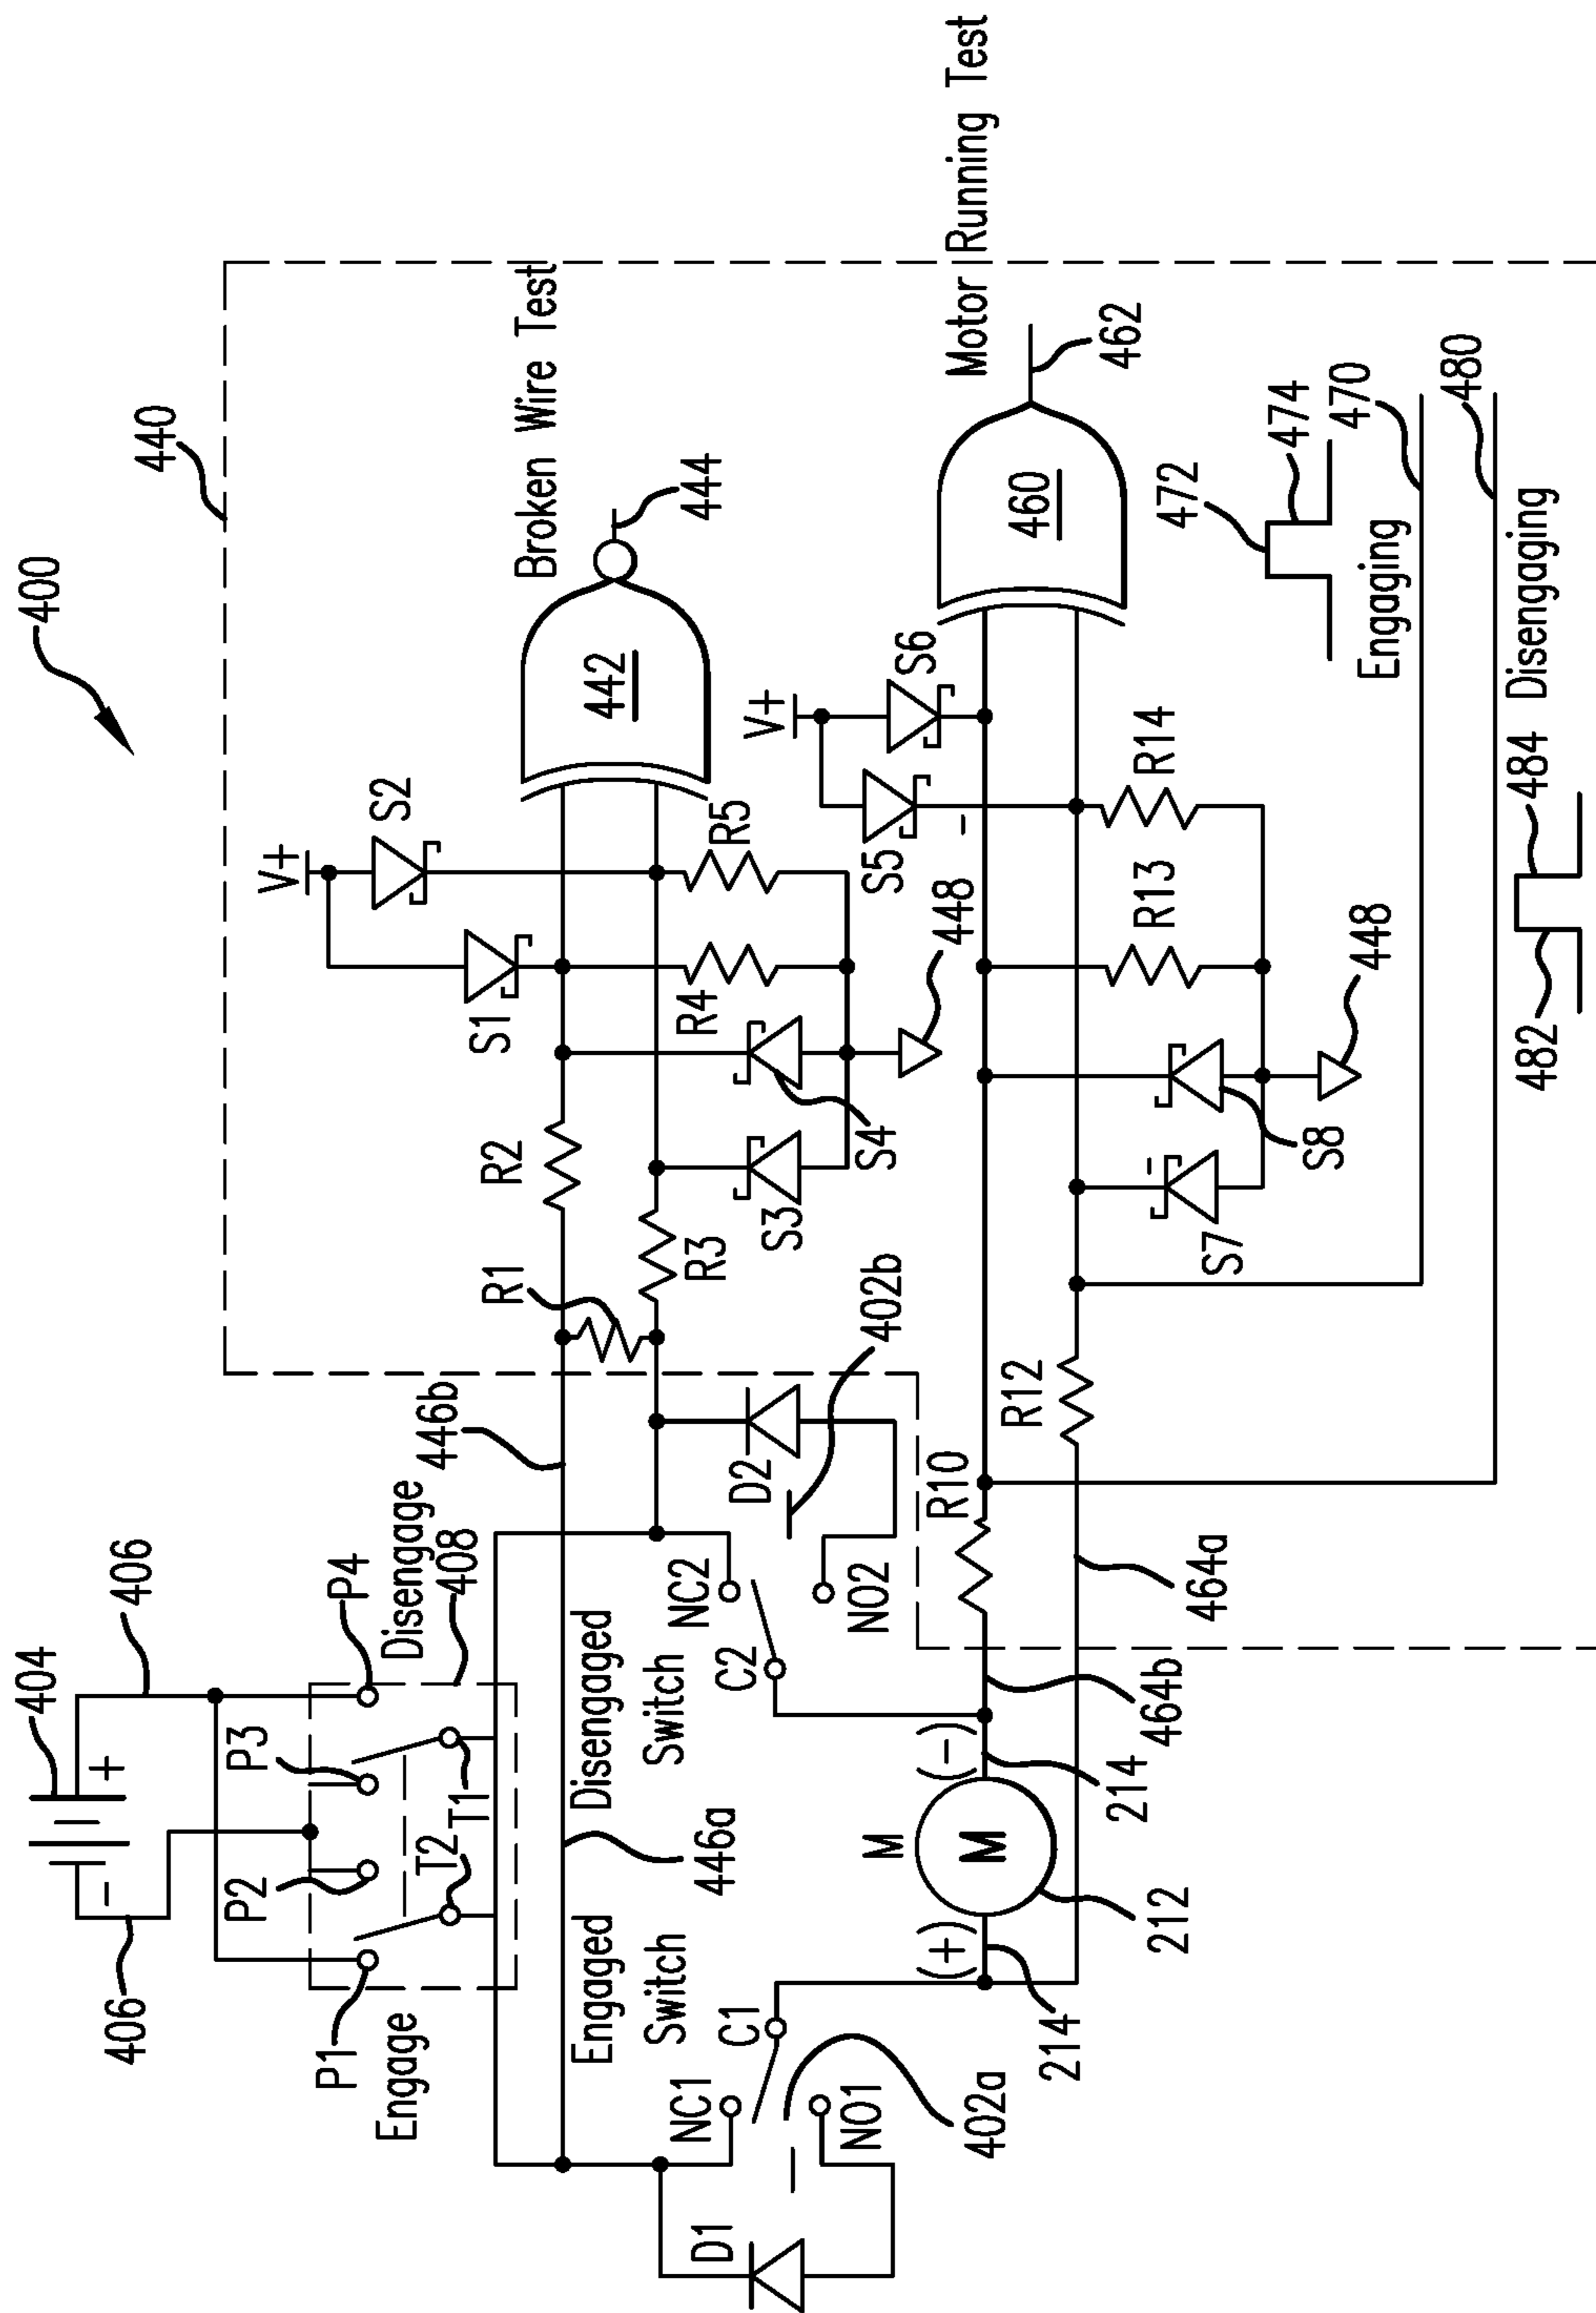 400
440
404
406
406
P1
Engage
P2
P3
P4
Disengage
408
T2
T1
+
-
446b
446a
Engaged
Switch
Disengaged
Switch
R1
R2
R3
S1
S2
V+
R4
R5
S3
S4
448
442
444
Broken Wire Test
D1
NC1
C1
NO1
402a
NC2
C2
NO2
D2
402b
M
M
(+)
(-)
214
214
212
464b
464a
R10
R12
S5
S6
V+
R13
R14
S7
S8
448
460
462
Motor Running Test
472
474
470
Engaging
480
Disengaging
482
484